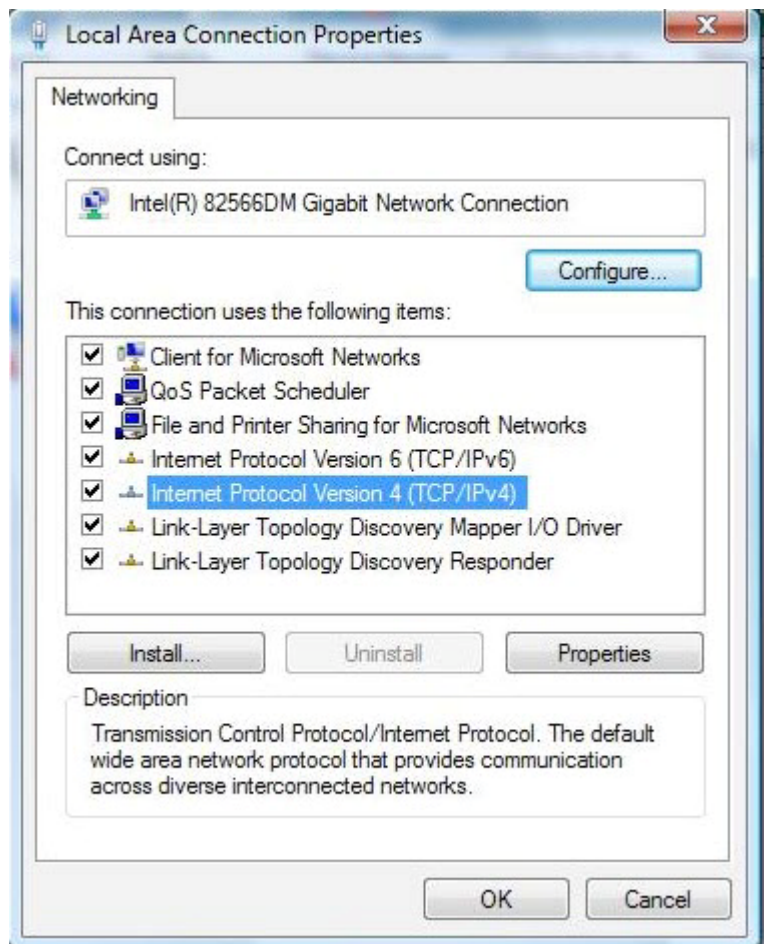 Local Area Connection Properties
Networking
Connect using:
Intel(R) 82566DM Gigabit Network Connection
Configure...
This connection uses the following items:
Client for Microsoft Networks
QoS Packet Scheduler
File and Printer Sharing for Microsoft Networks
Internet Protocol Version 6 (TCP/IPv6)
Internet Protocol Version 4 (TCP/IPv4)
Link-Layer Topology Discovery Mapper I/O Driver
Link-Layer Topology Discovery Responder
Install... Uninstall Properties
Description
Transmission Control Protocol/Internet Protocol. The default
wide area network protocol that provides communication
across diverse interconnected networks.
OK Cancel